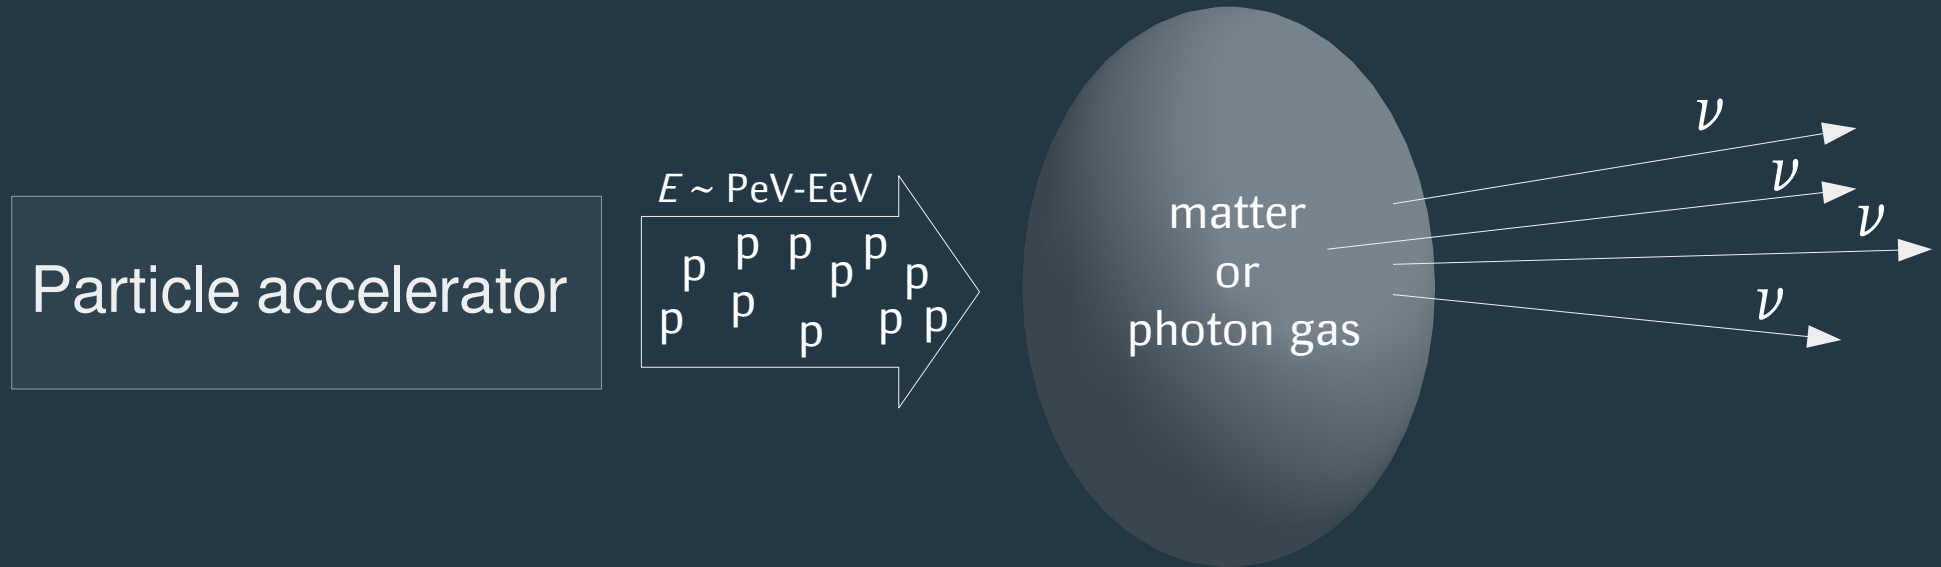 Particle accelerator
E ~ PeV-EeV
p p p p p p p p p p p p
matter
or
photon gas
ν
ν
ν
ν